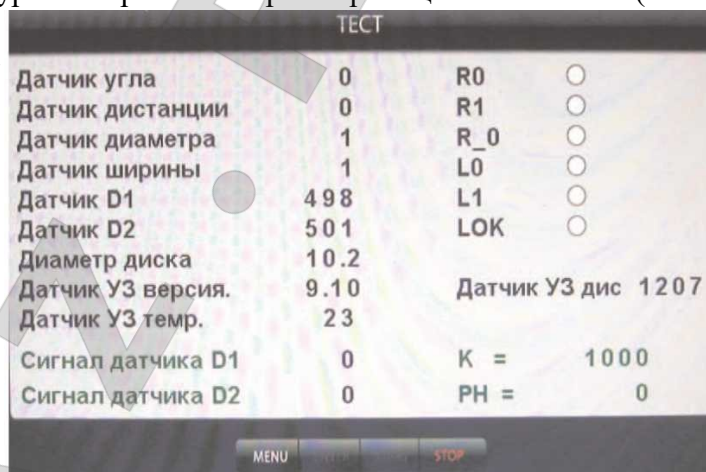 ТЕСТ
Датчик угла 0 R0
Датчик дистанции 0 R1
Датчик диаметра 1 R_0
Датчик ширины 1 L0
Датчик D1 498 L1
Датчик D2 501 LOK
Диаметр диска 10.2
Датчик УЗ версия. 9.10 Датчик УЗ дис 1207
Датчик УЗ темр. 23
Сигнал датчика D1 0 K = 1000
Сигнал датчика D2 0 PH = 0
MENU STOP